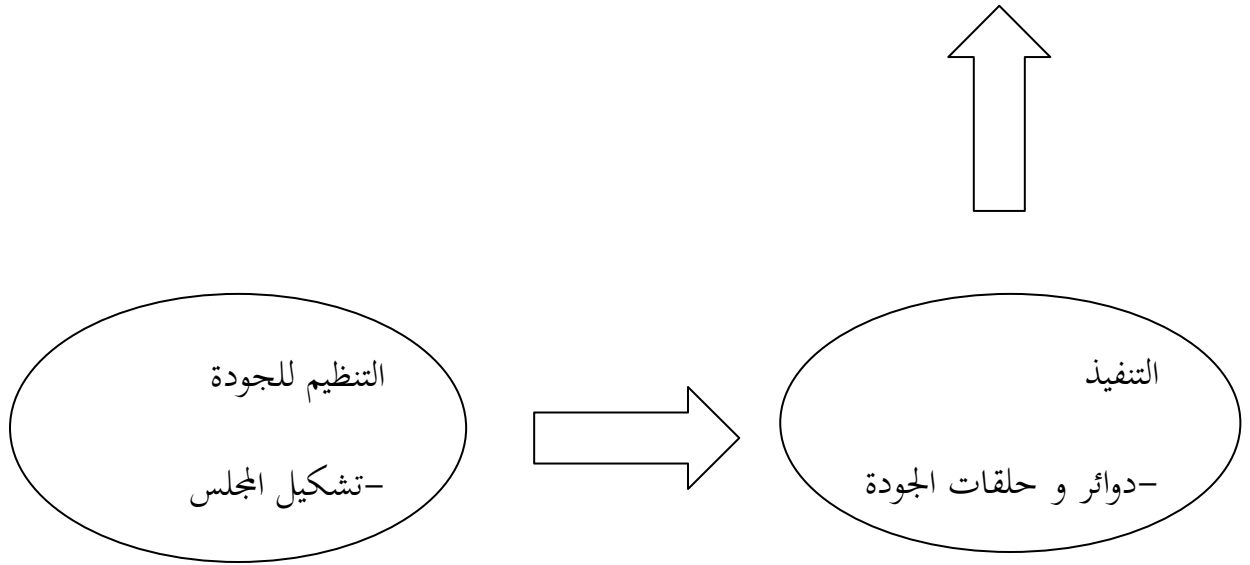 التنظيم للجودة
-تشكيل المجلس
التنفيذ
-دوائر و حلقات الجودة